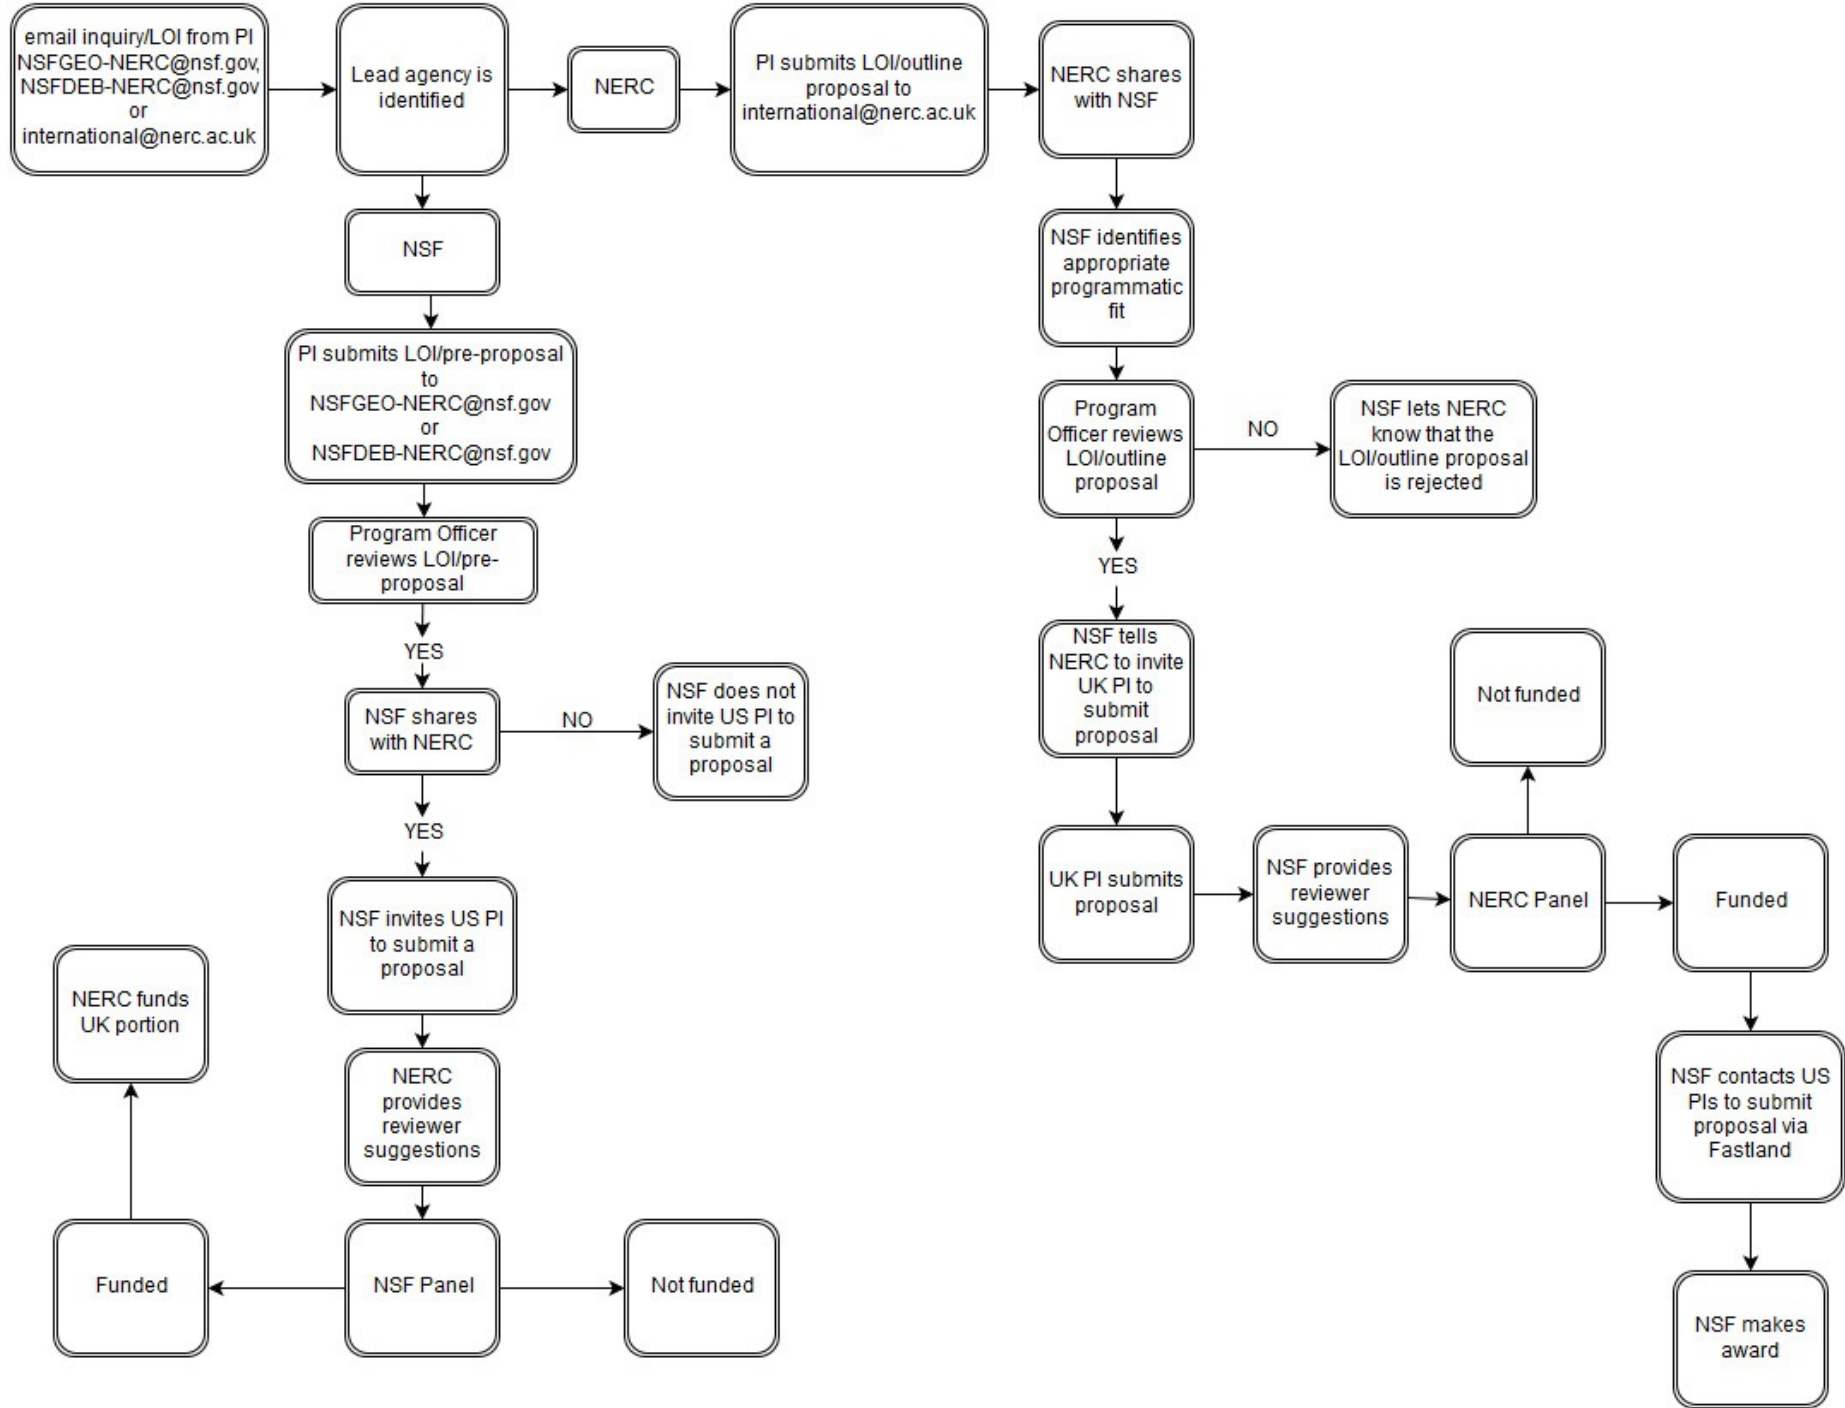 email inquiry/LOI from PI
NSFGEO-NERC@nsf.gov,
NSFDEB-NERC@nsf.gov
or
international@nerc.ac.uk
Lead agency is
identified
NERC
PI submits LOI/outline
proposal to
international@nerc.ac.uk
NERC shares
with NSF
NSF
PI submits LOI/pre-proposal
to
NSFGEO-NERC@nsf.gov
or
NSFDEB-NERC@nsf.gov
Program Officer
reviews LOI/pre-
proposal
YES
NSF shares
with NERC
NO
NSF does not
invite US PI to
submit a
proposal
YES
NSF invites US PI
to submit a
proposal
NERC
provides
reviewer
suggestions
NSF Panel
Not funded
Funded
NERC funds
UK portion
NSF identifies
appropriate
programmatic
fit
Program
Officer reviews
LOI/outline
proposal
NO
NSF lets NERC
know that the
LOI/outline proposal
is rejected
YES
NSF tells
NERC to invite
UK PI to
submit
proposal
UK PI submits
proposal
NSF provides
reviewer
suggestions
NERC Panel
Not funded
Funded
NSF contacts US
PIs to submit
proposal via
Fastland
NSF makes
award